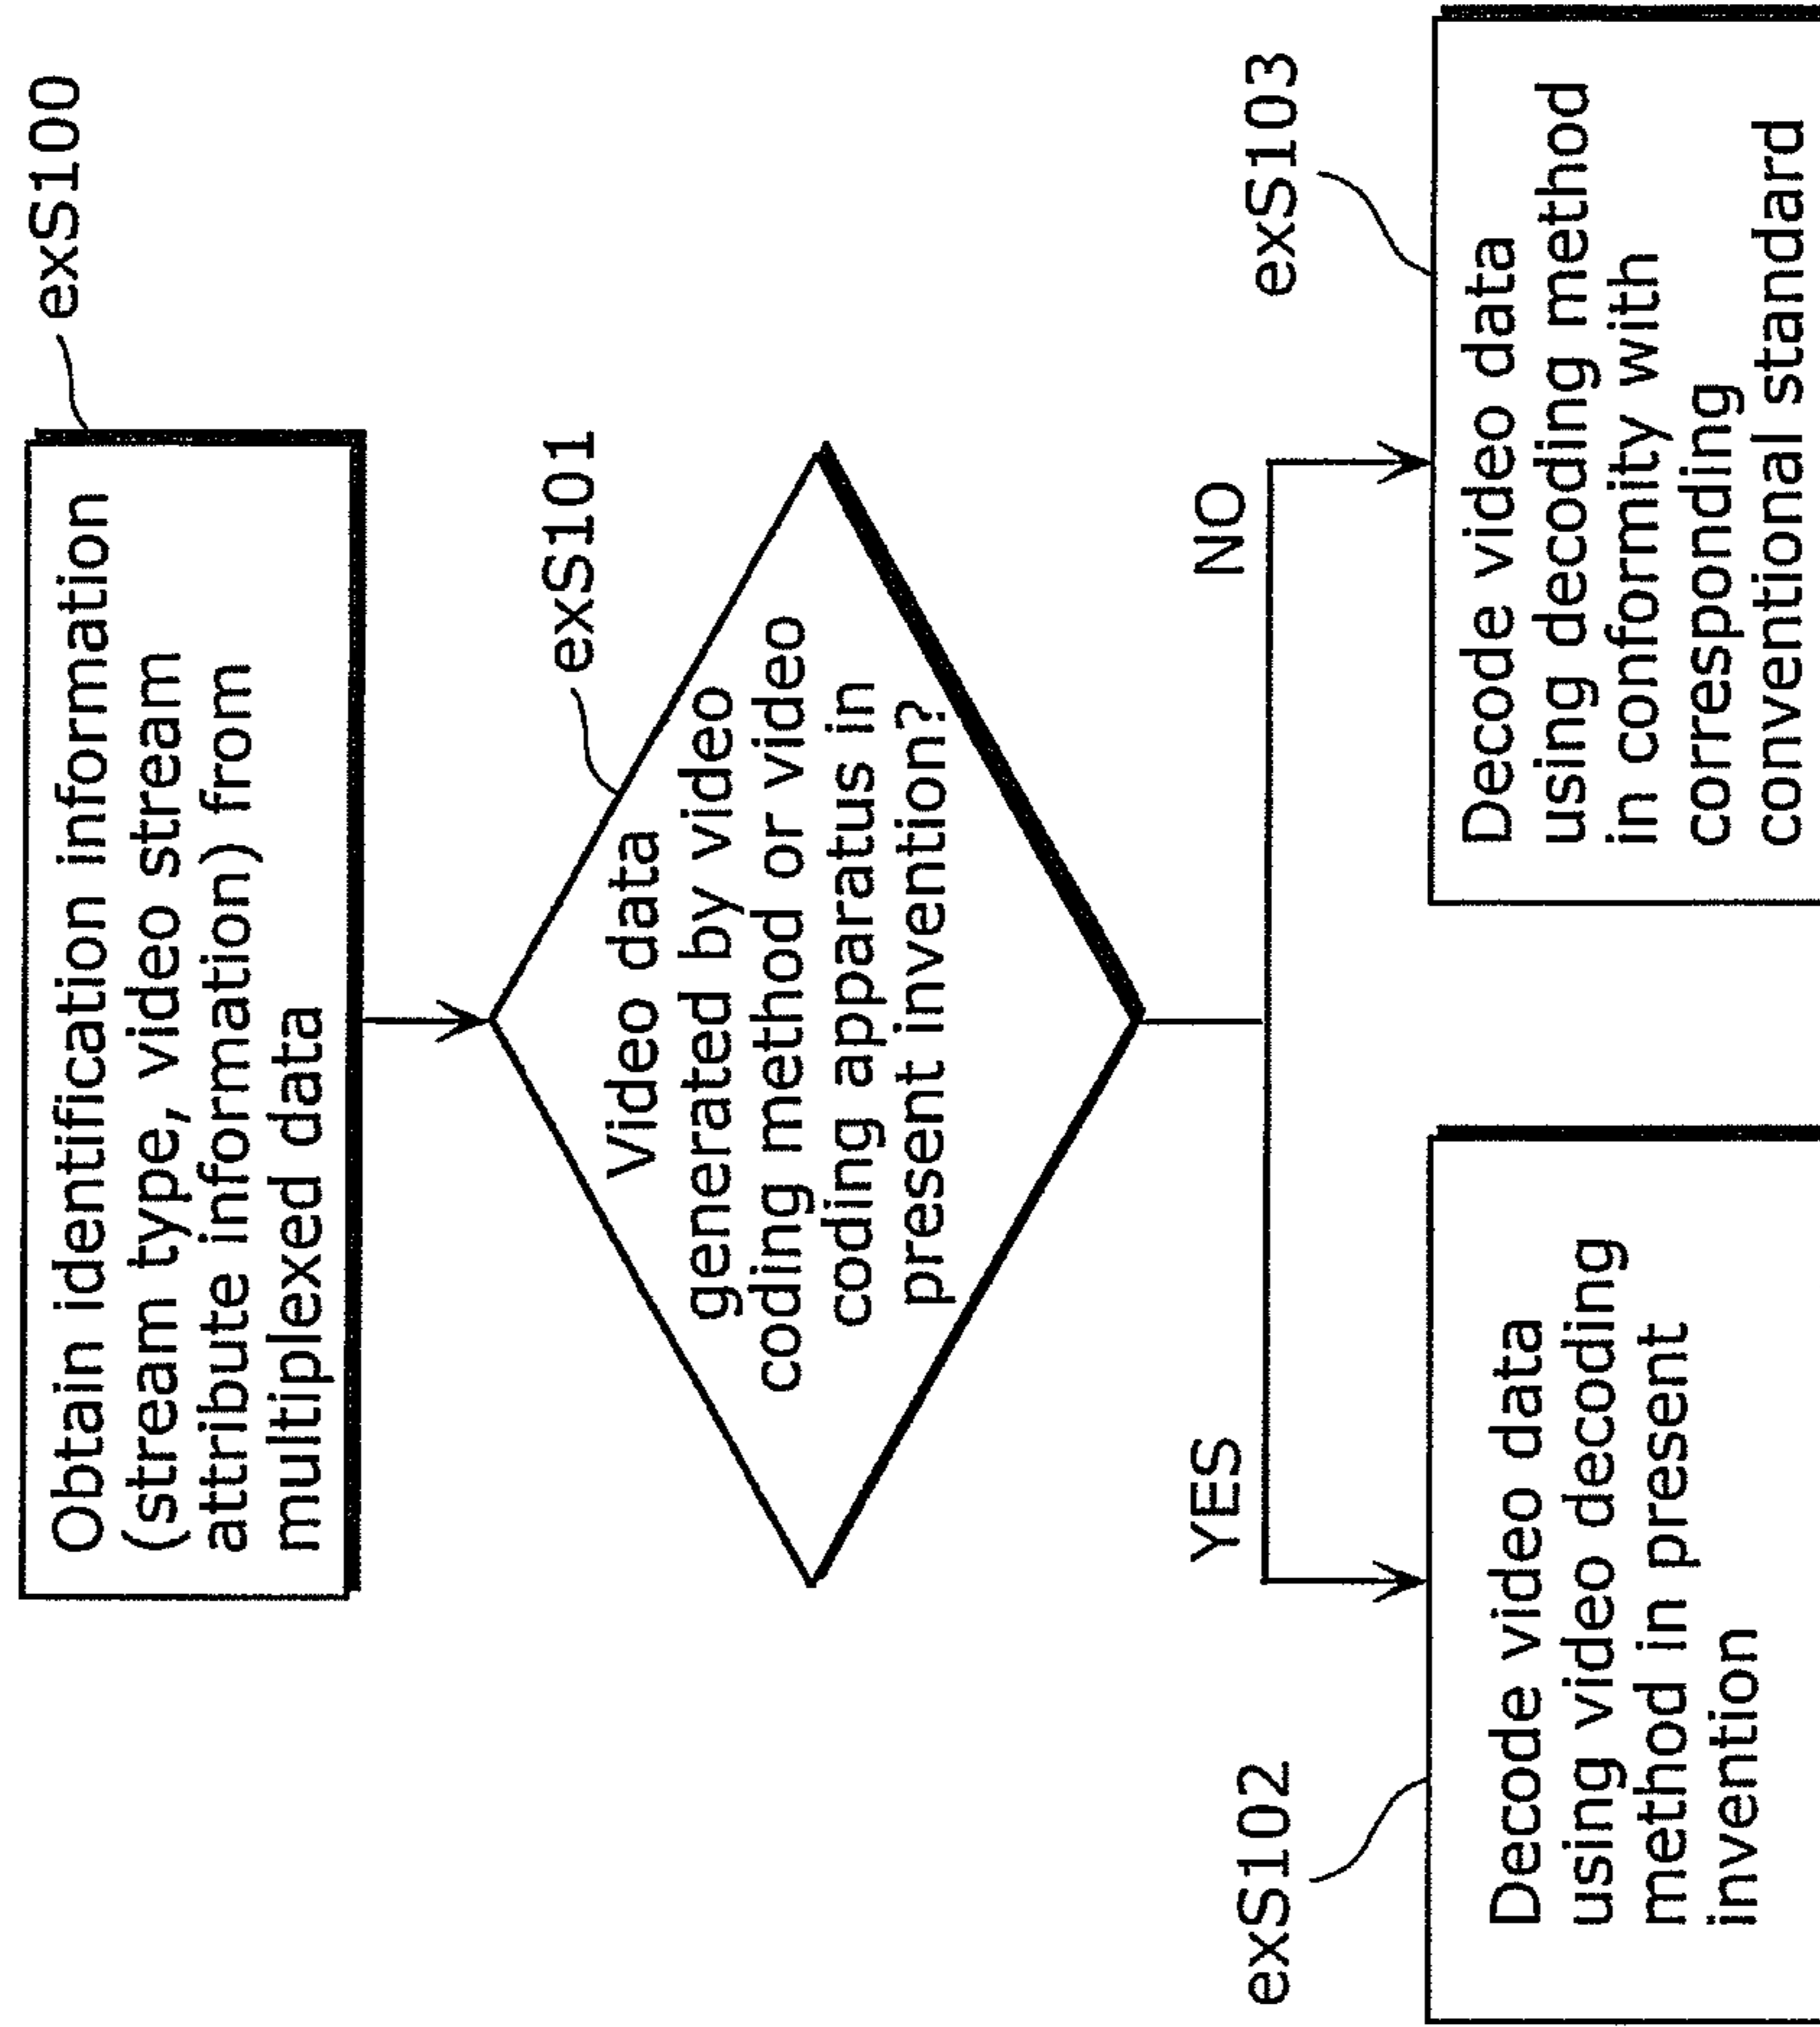 exS100
Obtain identification information
(stream type, video stream
attribute information) from
multiplexed data
exS101
Video data
generated by video
coding method or video
coding apparatus in
present invention?
YES
NO
exS102
Decode video data
using video decoding
method in present
invention
exS103
Decode video data
using decoding method
in conformity with
corresponding
conventional standard